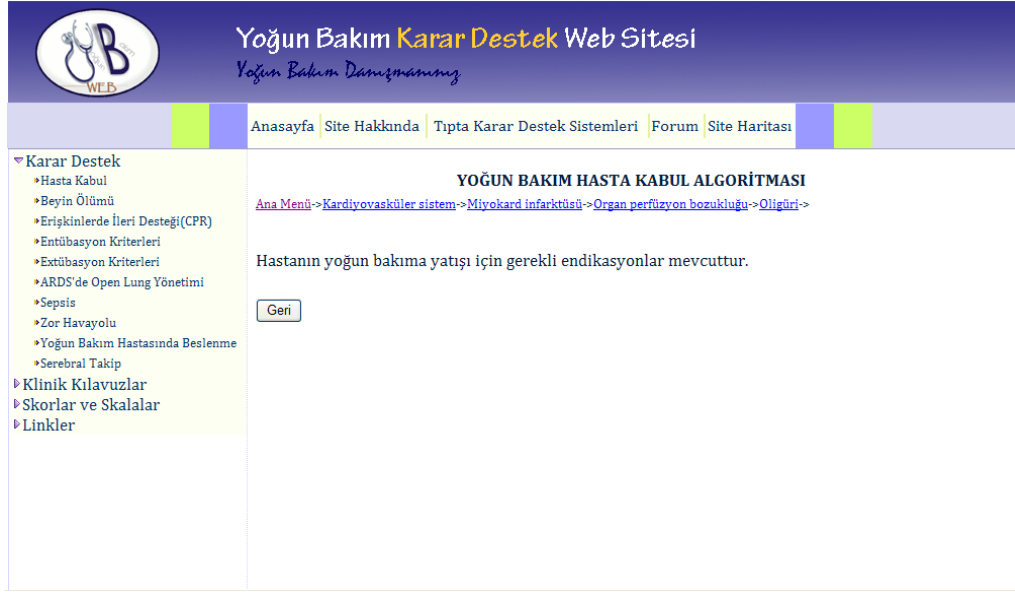 Yoğun Bakım Karar Destek Web Sitesi
Yoğun Bakım Danışmanınız
YB
WEB
Anasayfa Site Hakkında Tıpta Karar Destek Sistemleri Forum Site Haritası
Karar Destek
Hasta Kabul
Beyin Ölümü
Erişkinlerde İleri Desteği(CPR)
Entübasyon Kriterleri
Extübasyon Kriterleri
ARDS'de Open Lung Yönetimi
Sepsis
Zor Havayolu
Yoğun Bakım Hastasında Beslenme
Serebral Takip
Klinik Kılavuzlar
Skorlar ve Skalalar
Linkler
YOĞUN BAKIM HASTA KABUL ALGORİTMASI
Ana Menü->Kardiyovasküler sistem->Miyokard infarktüsü->Organ perfüzyon bozukluğu->Oligüri->
Hastanın yoğun bakıma yatışı için gerekli endikasyonlar mevcuttur.
Geri